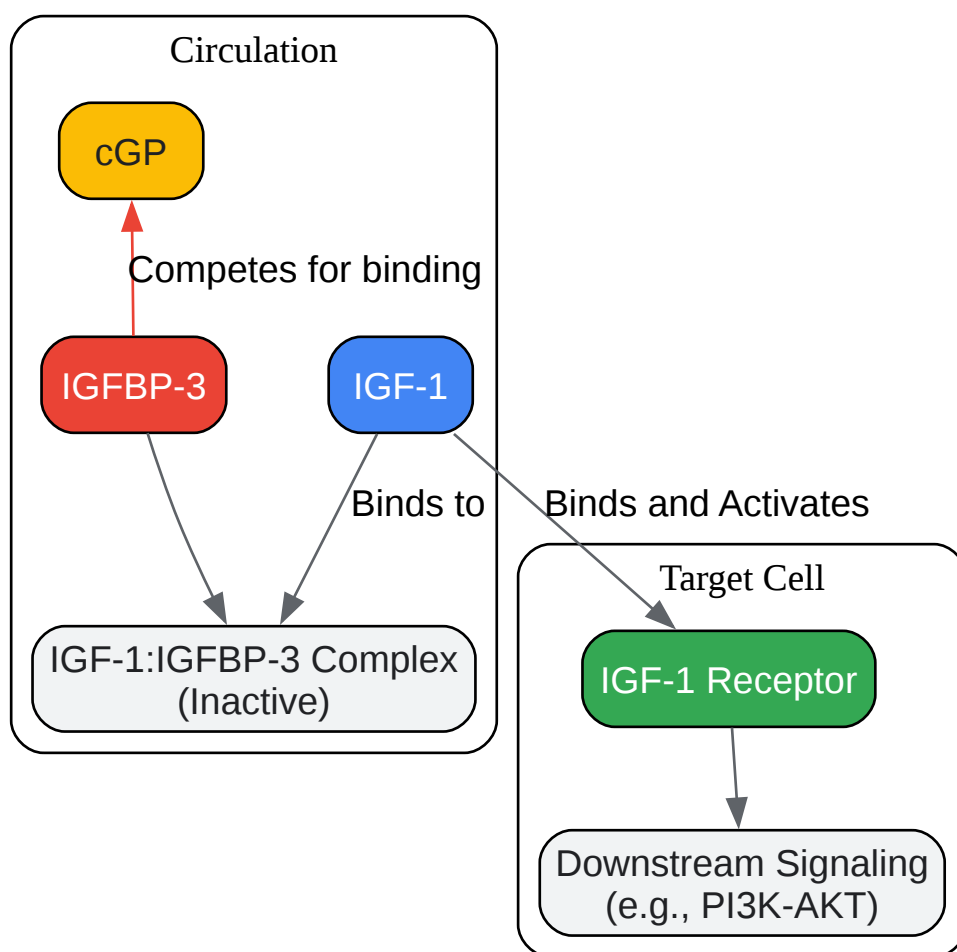 Circulation
cGP
Competes for binding
IGFBP-3
IGF-1
Binds to
Binds and Activates
Target Cell
IGF-1:IGFBP-3 Complex
(Inactive)
IGF-1 Receptor
Downstream Signaling
(e.g., PI3K-AKT)